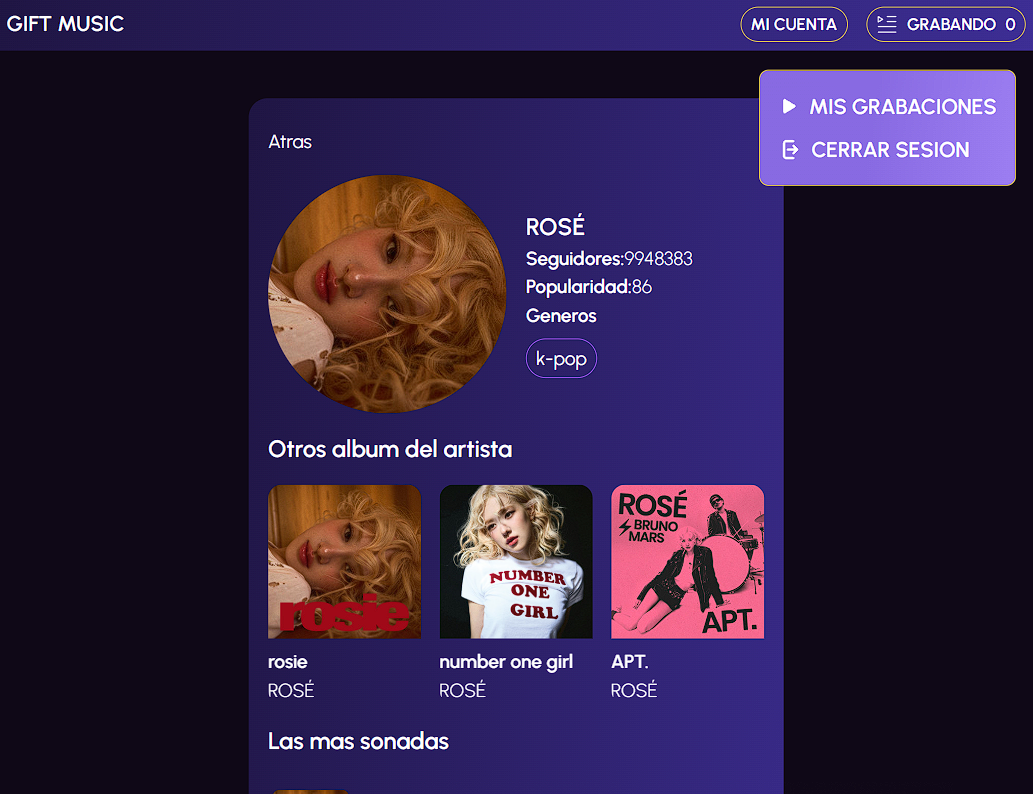 GIFT MUSIC
MI CUENTA
GRABANDO 0
MIS GRABACIONES
CERRAR SESION
Atras
ROSÉ
Seguidores:9948383
Popularidad:86
Generos
k-pop
Otros album del artista
rosie
NUMBER
ONE
GIRL
ROSÉ
BRUNO
MARS
APT.
rosie
ROSÉ
number one girl
ROSÉ
APT.
ROSÉ
Las mas sonadas